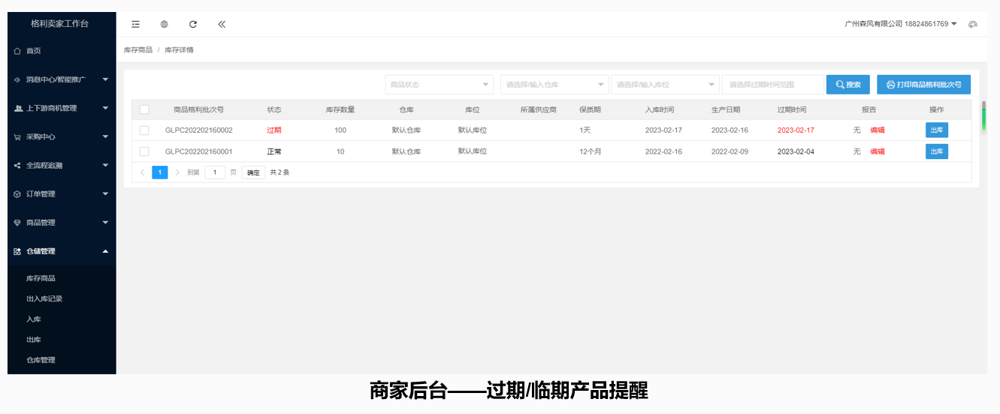 格利卖家工作台
广州森风有限公司 18824861769
首页
库存商品 / 库存详情
消息中心/智能推广
上下游商机管理
采购中心
全流程追溯
订单管理
商品管理
仓储管理
库存商品
出入库记录
入库
出库
仓库管理
商品状态 请选择/输入仓库 请选择/输入库位 请选择过期时间范围 搜索 打印商品格利批次号
商品格利批次号 状态 库存数量 仓库 库位 所属供应商 保质期 入库时间 生产日期 过期时间 报告 操作
GLPC202202160002 过期 100 默认仓库 默认库位 1天 2023-02-17 2023-02-16 2023-02-17 无 编辑 出库
GLPC202202160001 正常 10 默认仓库 默认库位 12个月 2022-02-16 2022-02-09 2023-02-04 无 编辑 出库
1 到第 1 页 确定 共 2 条
商家后台——过期/临期产品提醒